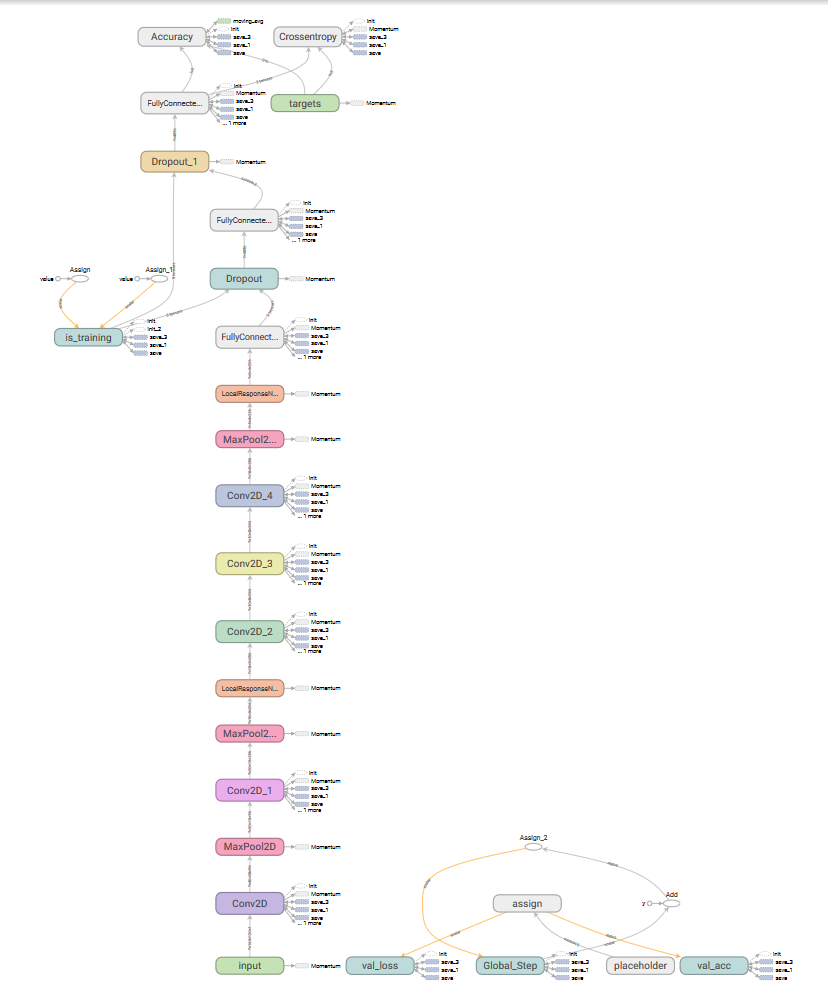 Accuracy
moving_avg
Init
save_3
save_1
save
Crossentropy
Init
Momentum
save_3
save_1
save
FullyConnecte...
Init
Momentum
save_3
save_1
save
... 1 more
targets
Momentum
Dropout_1
Momentum
FullyConnecte...
Init
Momentum
save_3
save_1
save
... 1 more
value
Assign
value
Assign_1
Dropout
Momentum
is_training
Init
Init_2
save_3
save_1
save
FullyConnect...
Init
Momentum
save_3
save_1
save
... 1 more
LocalResponseN...
Momentum
MaxPool2...
Momentum
Conv2D_4
Init
Momentum
save_3
save_1
save
... 1 more
Conv2D_3
Init
Momentum
save_3
save_1
save
... 1 more
Conv2D_2
Init
Momentum
save_3
save_1
save
... 1 more
LocalResponseN...
Momentum
MaxPool2...
Momentum
Conv2D_1
Init
Momentum
save_3
save_1
save
... 1 more
MaxPool2D
Momentum
Conv2D
Init
Momentum
save_3
save_1
save
... 1 more
input
Momentum
Assign_2
assign
y
Add
val_loss
Init
save_3
save_1
save
Global_Step
Init
save_3
save_1
save
placeholder
val_acc
Init
save_3
save_1
save